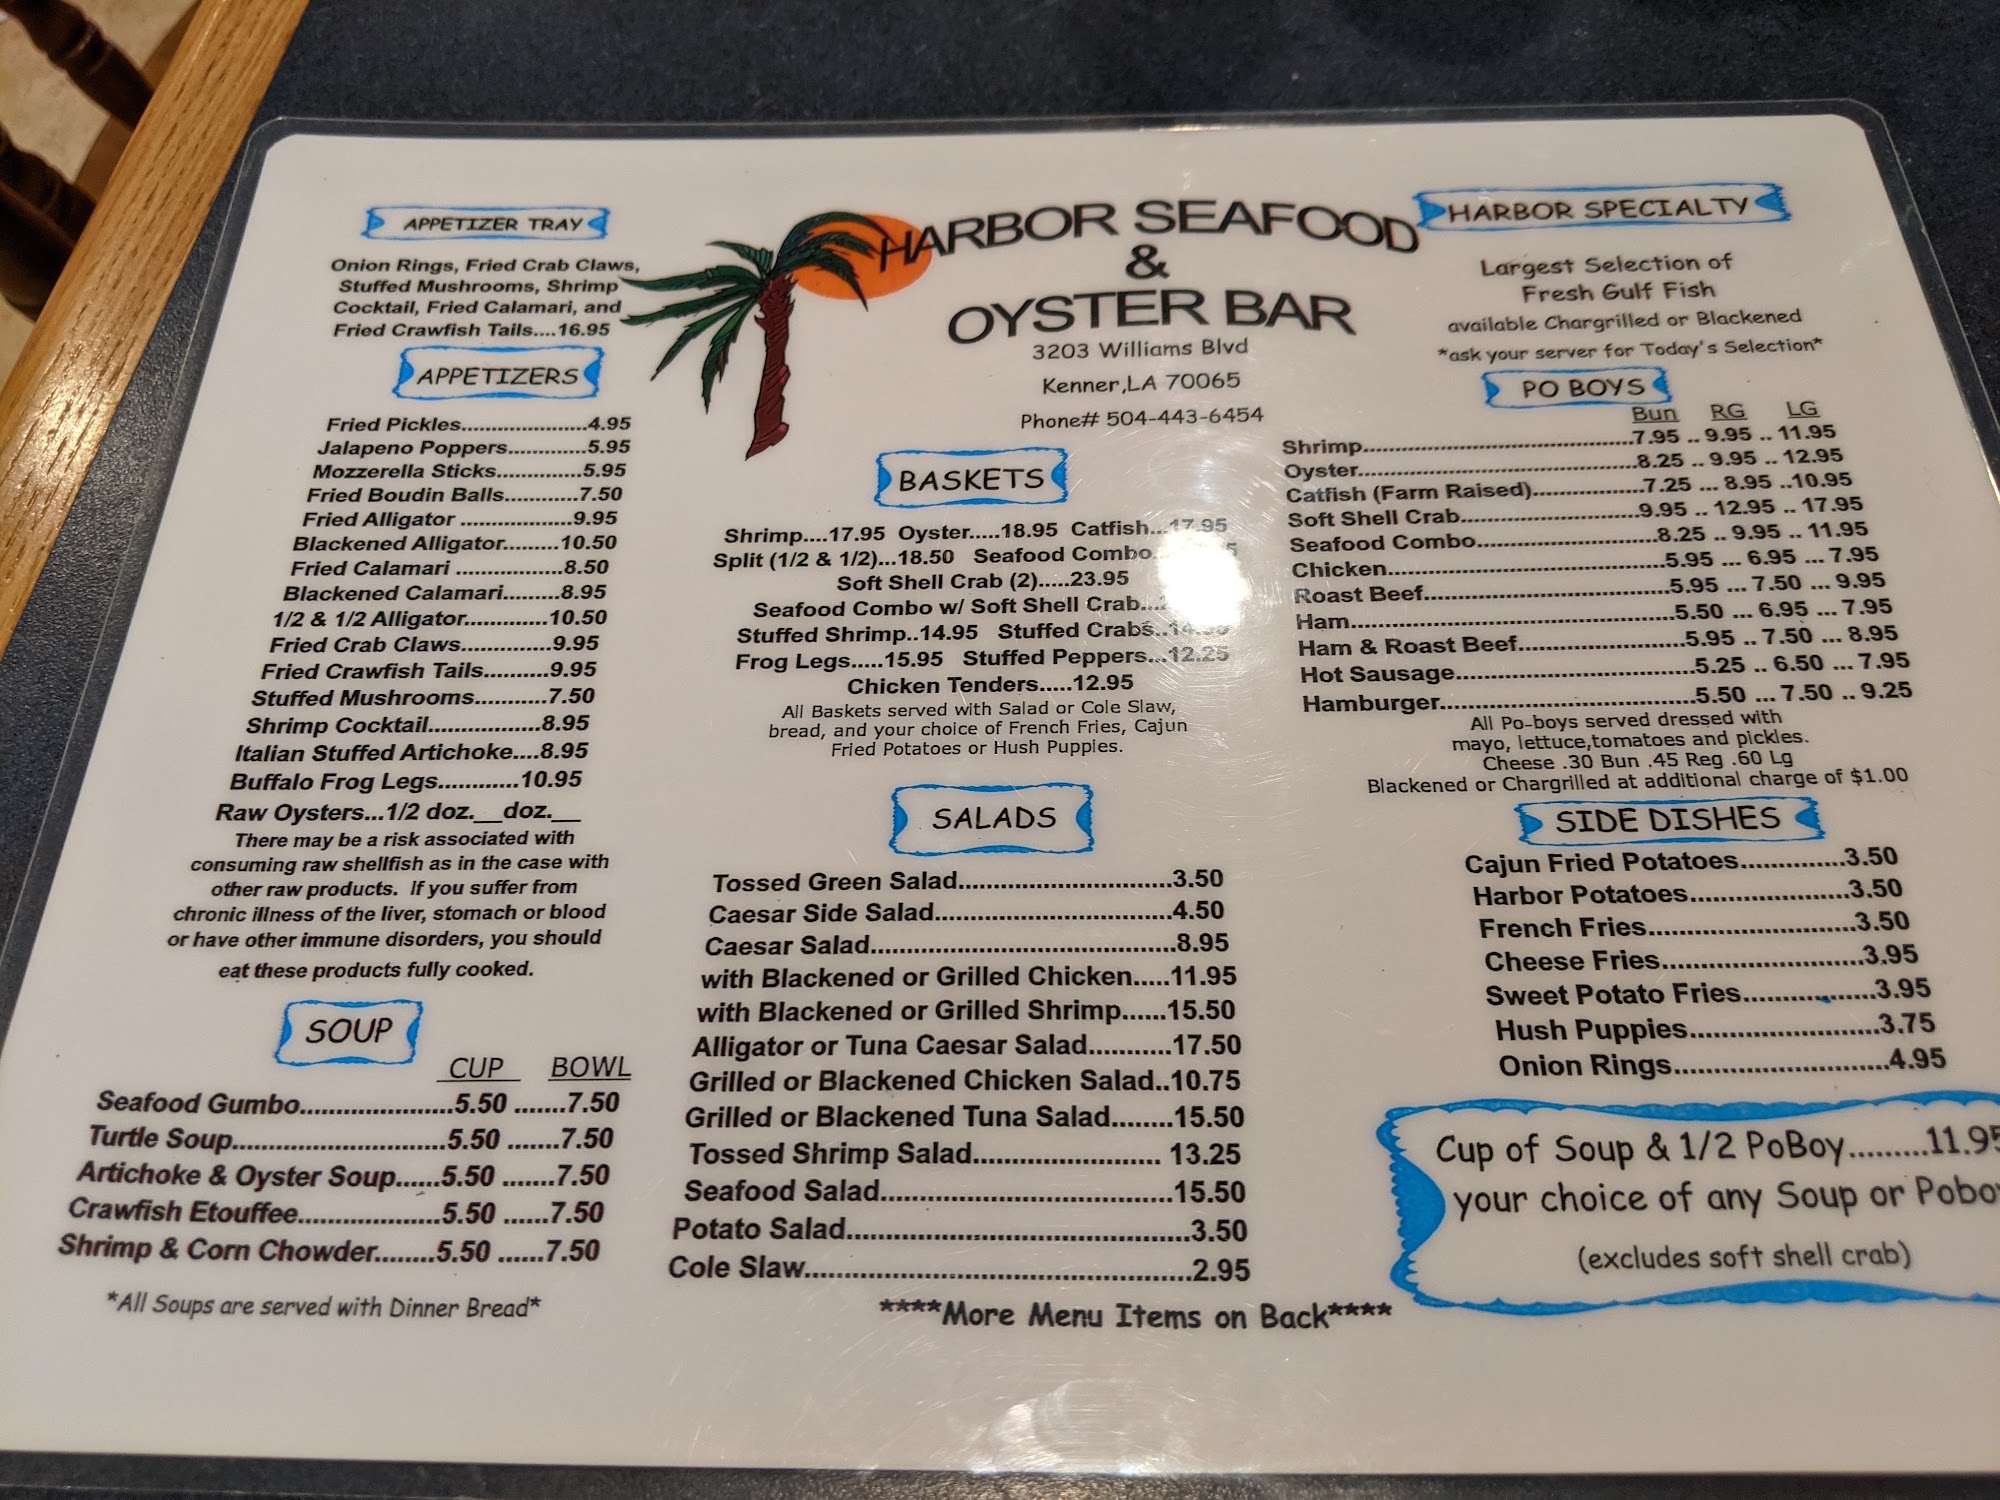 APPETIZER TRAY
Onion Rings, Fried Crab Claws,
Stuffed Mushrooms, Shrimp
Cocktail, Fried Calamari, and
Fried Crawfish Tails....16.95
APPETIZERS
Fried Pickles......................4.95
Jalapeno Poppers.............5.95
Mozzerella Sticks.............5.95
Fried Boudin Balls...........7.50
Fried Alligator .................9.95
Blackened Alligator.........10.50
Fried Calamari .................8.50
Blackened Calamari.........8.95
1/2 & 1/2 Alligator.............10.50
Fried Crab Claws..............9.95
Fried Crawfish Tails..........9.95
Stuffed Mushrooms...........7.50
Shrimp Cocktail.................8.95
Italian Stuffed Artichoke....8.95
Buffalo Frog Legs............10.95
Raw Oysters...1/2 doz.__doz.__
There may be a risk associated with
consuming raw shellfish as in the case with
other raw products. If you suffer from
chronic illness of the liver, stomach or blood
or have other immune disorders, you should
eat these products fully cooked.
SOUP
CUP BOWL
Seafood Gumbo......................5.50 .......7.50
Turtle Soup..............................5.50 .......7.50
Artichoke & Oyster Soup......5.50 .......7.50
Crawfish Etouffee....................5.50 ......7.50
Shrimp & Corn Chowder........5.50 ......7.50
*All Soups are served with Dinner Bread*
HARBOR SEAFOOD
&
OYSTER BAR
3203 Williams Blvd
Kenner,LA 70065
Phone# 504-443-6454
BASKETS
Shrimp....17.95 Oyster.....18.95 Catfish...17.95
Split (1/2 & 1/2)...18.50 Seafood Combo
Soft Shell Crab (2).....23.95
Seafood Combo w/ Soft Shell Crab...
Stuffed Shrimp..14.95 Stuffed Crabs..
Frog Legs.....15.95 Stuffed Peppers...12.25
Chicken Tenders.....12.95
All Baskets served with Salad or Cole Slaw,
bread, and your choice of French Fries, Cajun
Fried Potatoes or Hush Puppies.
SALADS
Tossed Green Salad.............................3.50
Caesar Side Salad................................4.50
Caesar Salad.........................................8.95
with Blackened or Grilled Chicken.....11.95
with Blackened or Grilled Shrimp......15.50
Alligator or Tuna Caesar Salad...........17.50
Grilled or Blackened Chicken Salad..10.75
Grilled or Blackened Tuna Salad........15.50
Tossed Shrimp Salad........................ 13.25
Seafood Salad.....................................15.50
Potato Salad...........................................3.50
Cole Slaw...............................................2.95
****More Menu Items on Back****
HARBOR SPECIALTY
Largest Selection of
Fresh Gulf Fish
available Chargrilled or Blackened
*ask your server for Today's Selection*
PO BOYS
Bun RG LG
Shrimp............................................7.95 .. 9.95 .. 11.95
Oyster.............................................8.25 .. 9.95 .. 12.95
Catfish (Farm Raised)..................7.25 ... 8.95 ..10.95
Soft Shell Crab.............................9.95 .. 12.95 .. 17.95
Seafood Combo.............................8.25 .. 9.95 .. 11.95
Chicken............................................5.95 ... 6.95 ... 7.95
Roast Beef.......................................5.95 ... 7.50 ... 9.95
Ham...................................................5.50 ... 6.95 ... 7.95
Ham & Roast Beef..........................5.95 .. 7.50 ... 8.95
Hot Sausage.....................................5.25 .. 6.50 ... 7.95
Hamburger........................................5.50 ... 7.50 .. 9.25
All Po-boys served dressed with
mayo, lettuce,tomatoes and pickles.
Cheese .30 Bun .45 Reg .60 Lg
Blackened or Chargrilled at additional charge of $1.00
SIDE DISHES
Cajun Fried Potatoes..............3.50
Harbor Potatoes.....................3.50
French Fries............................3.50
Cheese Fries...........................3.95
Sweet Potato Fries.................3.95
Hush Puppies.........................3.75
Onion Rings............................4.95
Cup of Soup & 1/2 PoBoy.........11.95
your choice of any Soup or
(excludes soft shell crab)